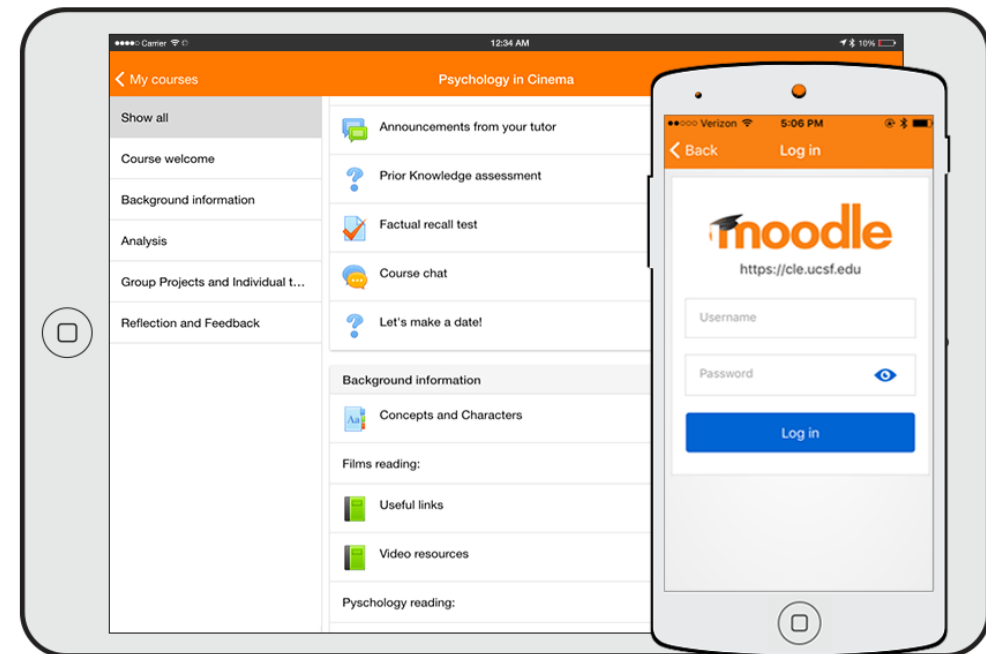 Carrier
12:34 AM
10%
My courses
Psychology in Cinema
Show all
Course welcome
Background information
Analysis
Group Projects and Individual t...
Reflection and Feedback
Announcements from your tutor
Prior Knowledge assessment
Factual recall test
Course chat
Let's make a date!
Background information
Aa
Concepts and Characters
Films reading:
Useful links
Video resources
Pyschology reading:
Verizon
5:06 PM
Back
Log in
moodle
https://cle.ucsf.edu
Username
Password
Log in